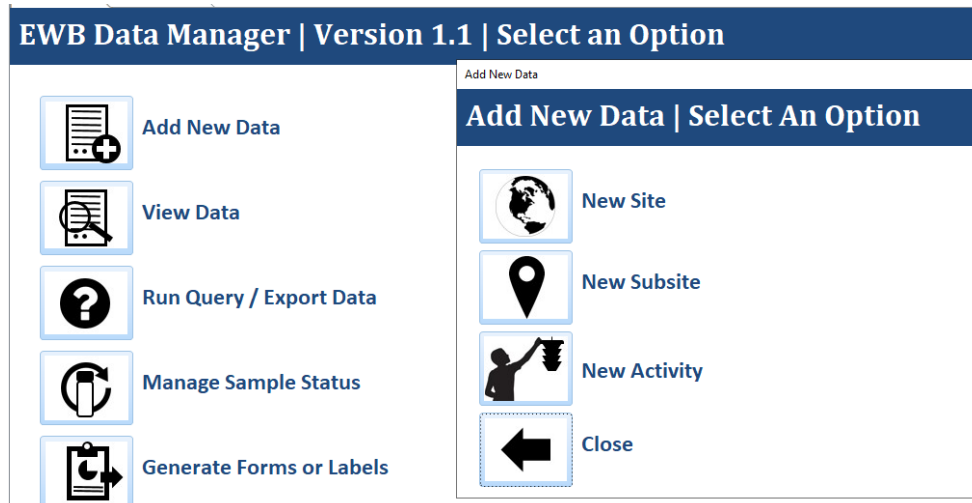 EWB Data Manager | Version 1.1 | Select an Option
Add New Data
View Data
Run Query / Export Data
Manage Sample Status
Generate Forms or Labels
Add New Data
Add New Data | Select An Option
New Site
New Subsite
New Activity
Close